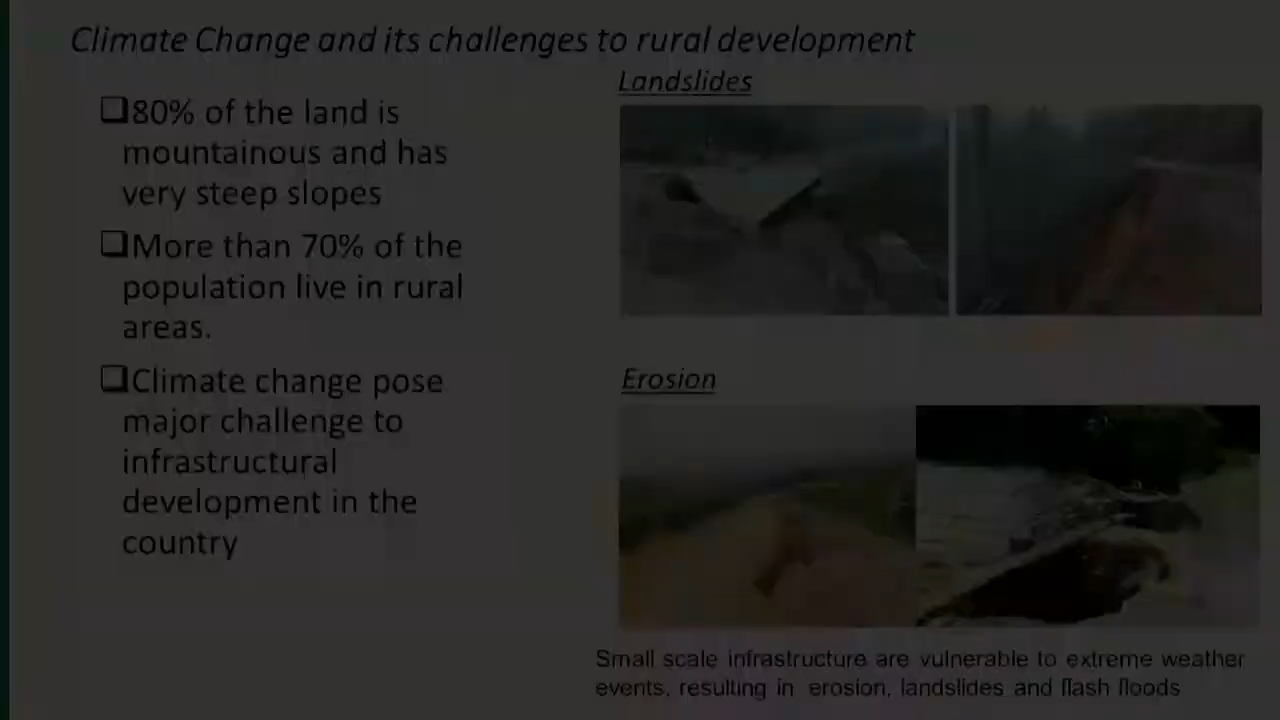 Climate Change and its challenges to rural development
80% of the land is
mountainous and has
very steep slopes
More than 70% of the
population live in rural
areas.
Climate change pose
major challenge to
infrastructural
development in the
country
Landslides
Erosion
Small scale infrastructure are vulnerable to extreme weather
events, resulting in erosion, landslides and flash floods